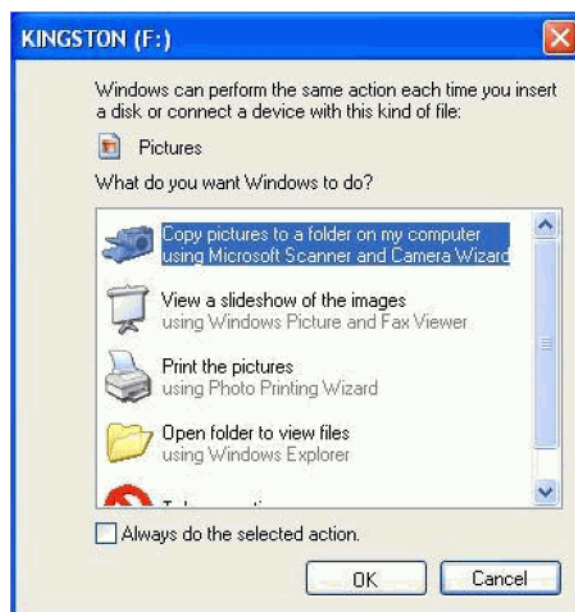 KINGSTON (F:)
Windows can perform the same action each time you insert
a disk or connect a device with this kind of file:
Pictures
What do you want Windows to do?
Copy pictures to a folder on my computer
using Microsoft Scanner and Camera Wizard
View a slideshow of the images
using Windows Picture and Fax Viewer
Print the pictures
using Photo Printing Wizard
Open folder to view files
using Windows Explorer
Always do the selected action.
OK
Cancel